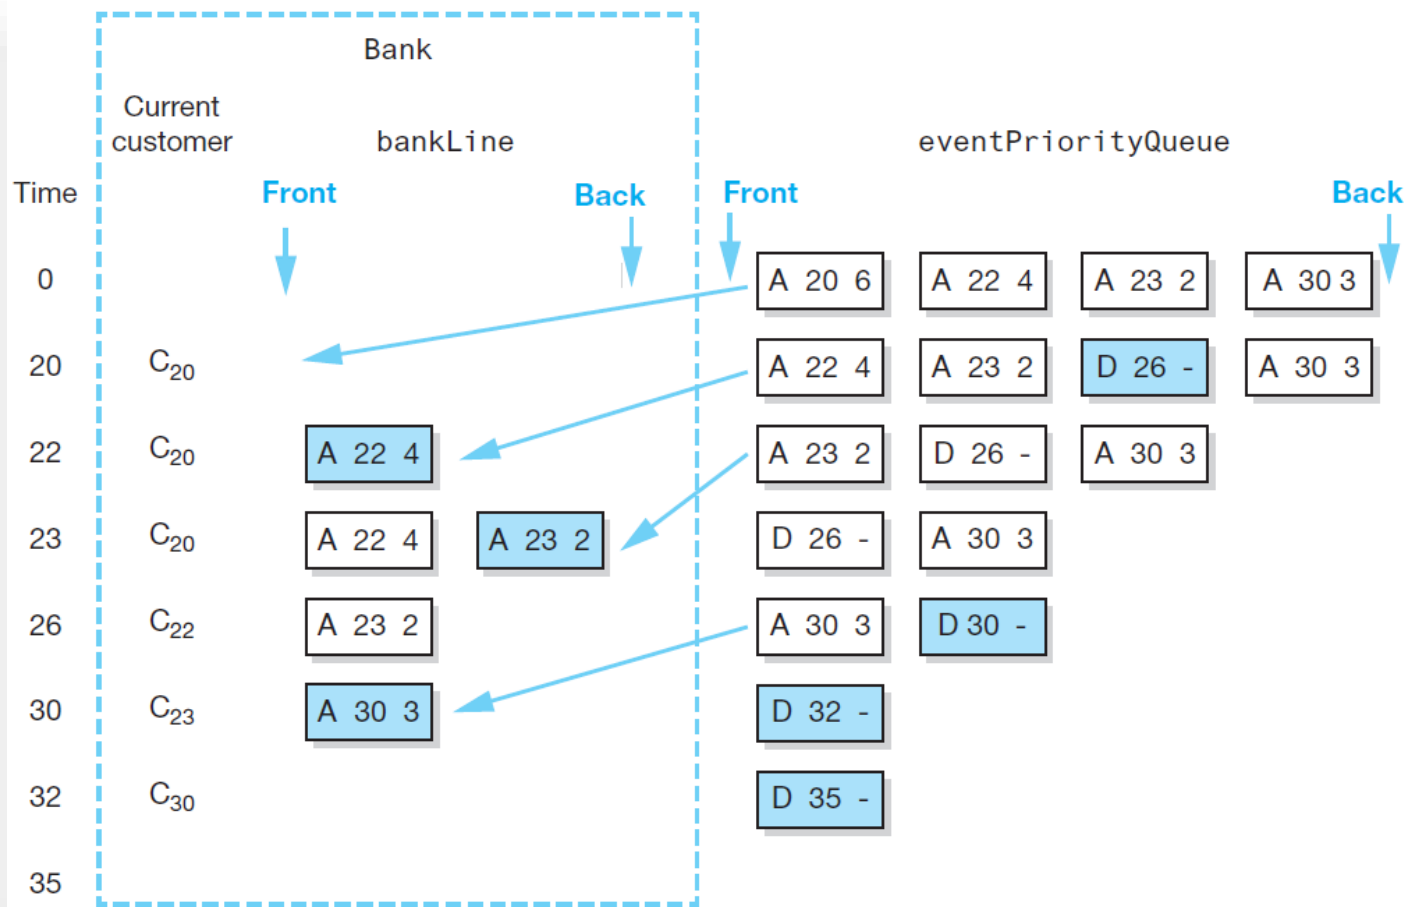 Bank
Current
customer bankLine eventPriorityQueue
Time Front Back Front Back
0 A 20 6 A 22 4 A 23 2 A 30 3
20 C20 A 22 4 A 23 2 D 26 - A 30 3
22 C20 A 22 4 A 23 2 D 26 - A 30 3
23 C20 A 22 4 A 23 2 D 26 - A 30 3
26 C22 A 23 2 A 30 3 D 30 -
30 C23 A 30 3 D 32 -
32 C30 D 35 -
35